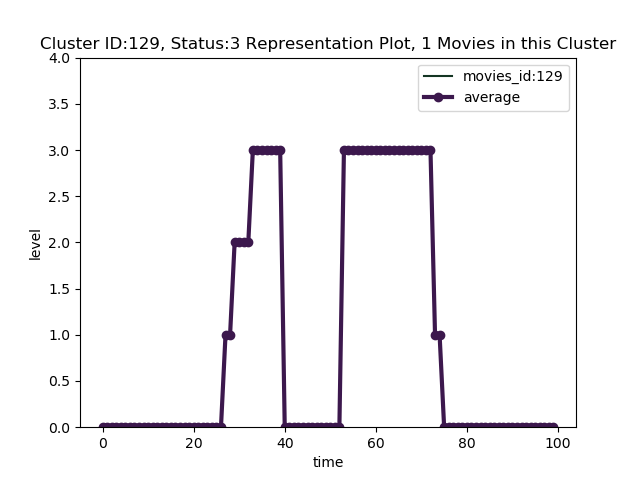 Cluster ID:129, Status:3 Representation Plot, 1 Movies in this Cluster
4.0
3.5
3.0
2.5
2.0
1.5
1.0
0.5
0.0
level
movies_id:129
average
0 20 40 60 80 100
time